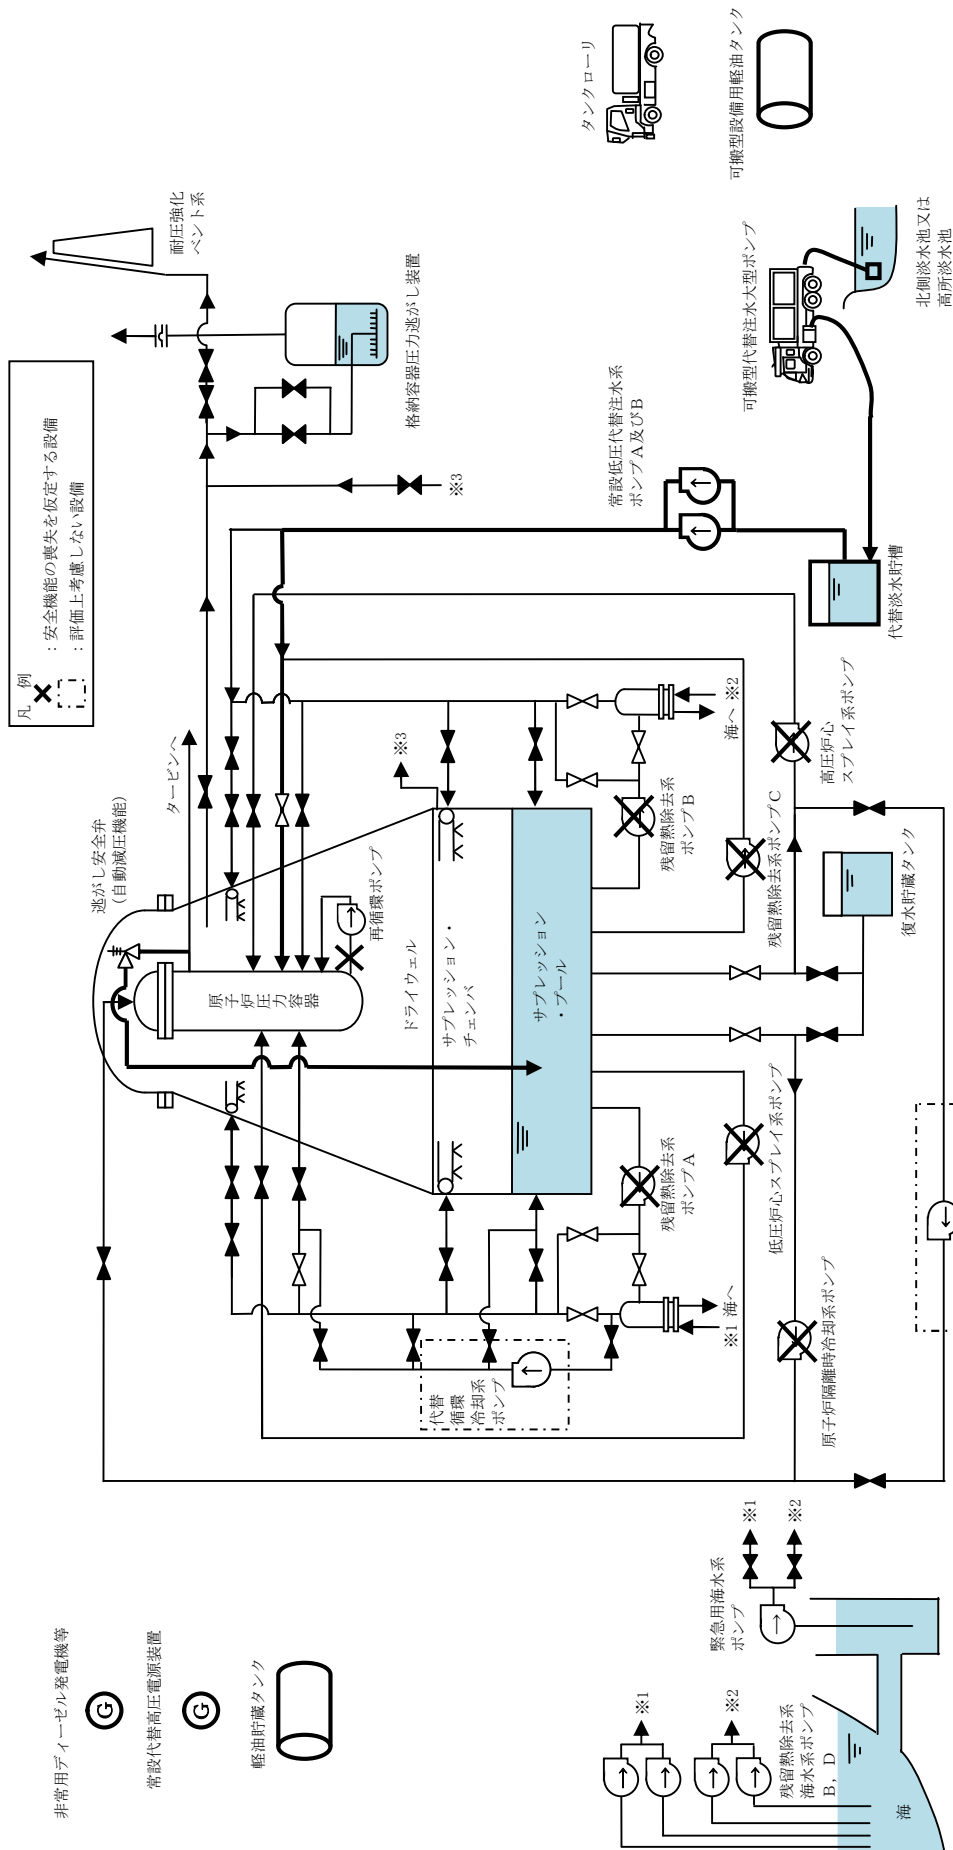 凡　例
：安全機能の喪失を仮定する設備
：評価上考慮しない設備
耐圧強化
ベント系
タンクローリ
可搬型設備用軽油タンク
格納容器圧力逃がし装置
可搬型代替注水大型ポンプ
北側淡水池又は
高所淡水池
常設低圧代替注水系
ポンプA及びB
代替淡水貯槽
※3
タービンへ
逃がし安全弁
（自動減圧機能）
※3
海へ
※2
再循環ポンプ
原子炉圧力容器
ドライウェル
サプレッション・
チェンバ
サプレッション
・プール
残留熱除去系
ポンプB
残留熱除去系ポンプC
高圧炉心
スプレイ系ポンプ
復水貯蔵タンク
残留熱除去系
ポンプA
低圧炉心スプレイ系ポンプ
原子炉隔離時冷却系ポンプ
※1
海へ
代替
循環
冷却系
ポンプ
非常用ディーゼル発電機等
G
常設代替高圧電源装置
G
軽油貯蔵タンク
緊急用海水系
ポンプ
※1
※2
※1
※2
残留熱除去系
海水系ポンプ
B，D
海